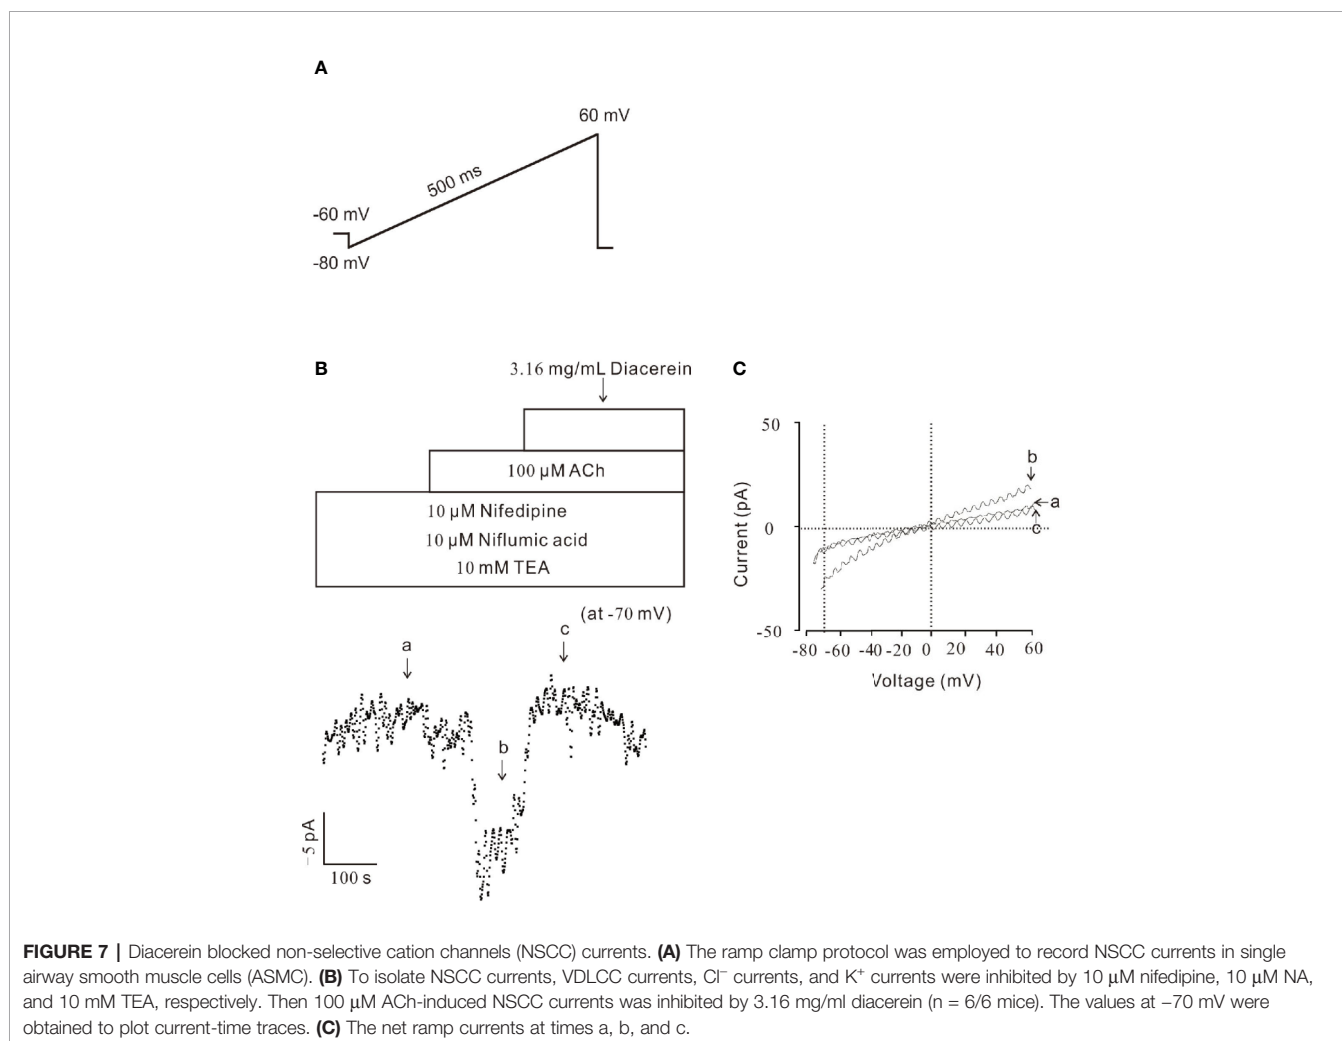 A
60 mV
500 ms
-60 mV
-80 mV
B
3.16 mg/mL Diacerein
100 µM ACh
10 µM Nifedipine
10 µM Niflumic acid
10 mM TEA
(at -70 mV)
a
c
b
−5 pA
100 s
C
50
0
-50
Current (pA)
b
a
c
-80 -60 -40 -20 0 20 40 60
Voltage (mV)
FIGURE 7 | Diacerein blocked non-selective cation channels (NSCC) currents. (A) The ramp clamp protocol was employed to record NSCC currents in single
airway smooth muscle cells (ASMC). (B) To isolate NSCC currents, VDLCC currents, Cl⁻ currents, and K⁺ currents were inhibited by 10 µM nifedipine, 10 µM NA,
and 10 mM TEA, respectively. Then 100 µM ACh-induced NSCC currents was inhibited by 3.16 mg/ml diacerein (n = 6/6 mice). The values at −70 mV were
obtained to plot current-time traces. (C) The net ramp currents at times a, b, and c.